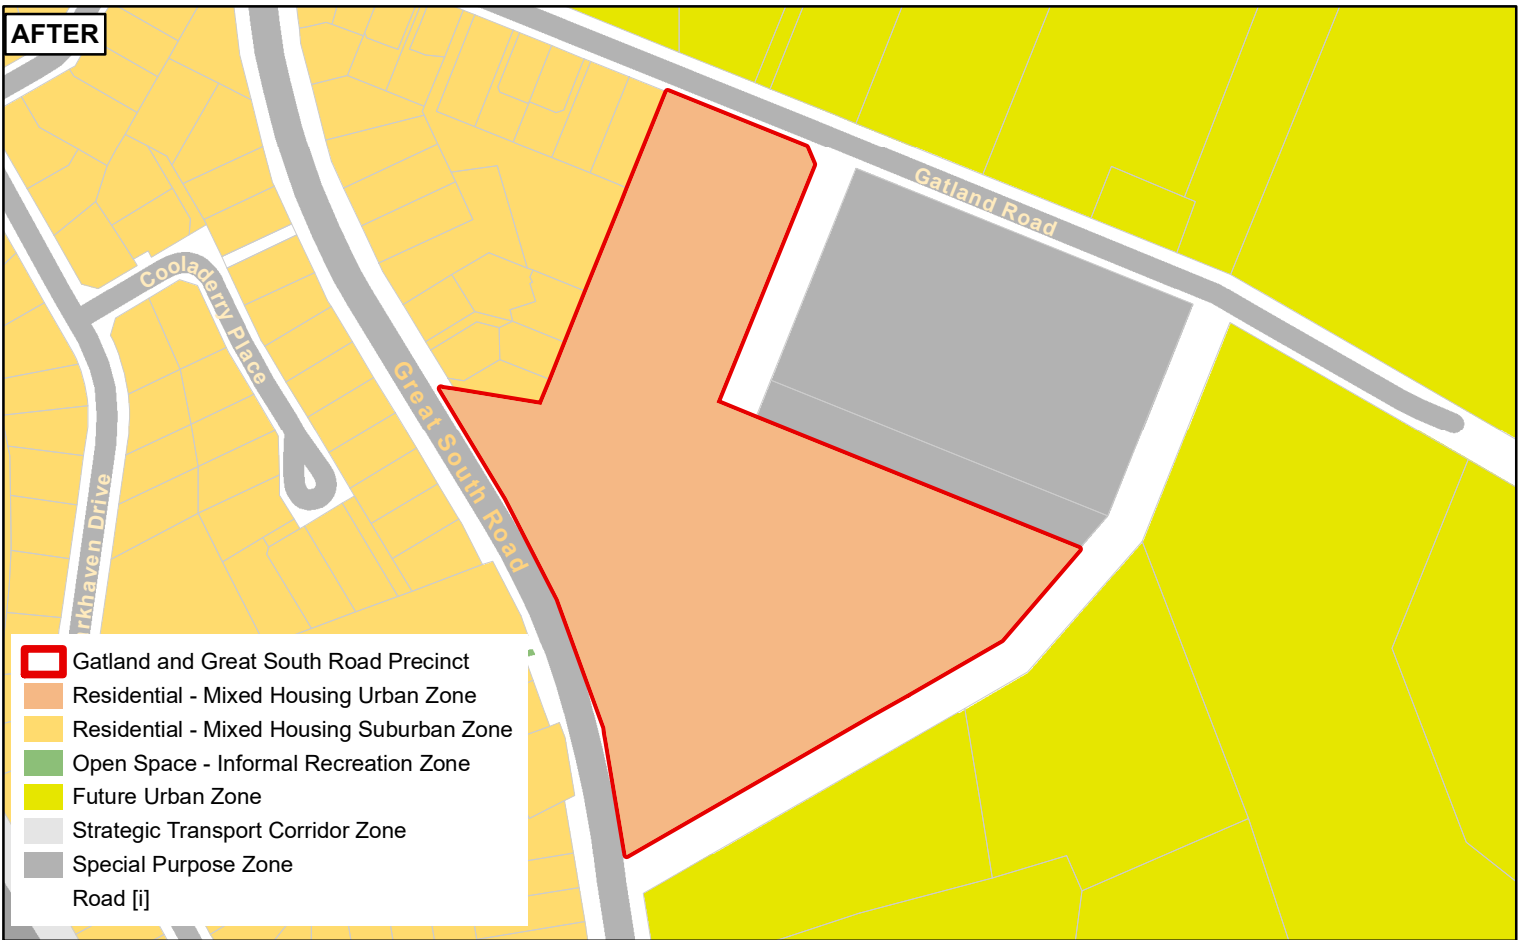 AFTER
Gatland Road
Cooladerry Place
Great South Road
rkhaven Drive
Gatland and Great South Road Precinct
Residential - Mixed Housing Urban Zone
Residential - Mixed Housing Suburban Zone
Open Space - Informal Recreation Zone
Future Urban Zone
Strategic Transport Corridor Zone
Special Purpose Zone
Road [i]